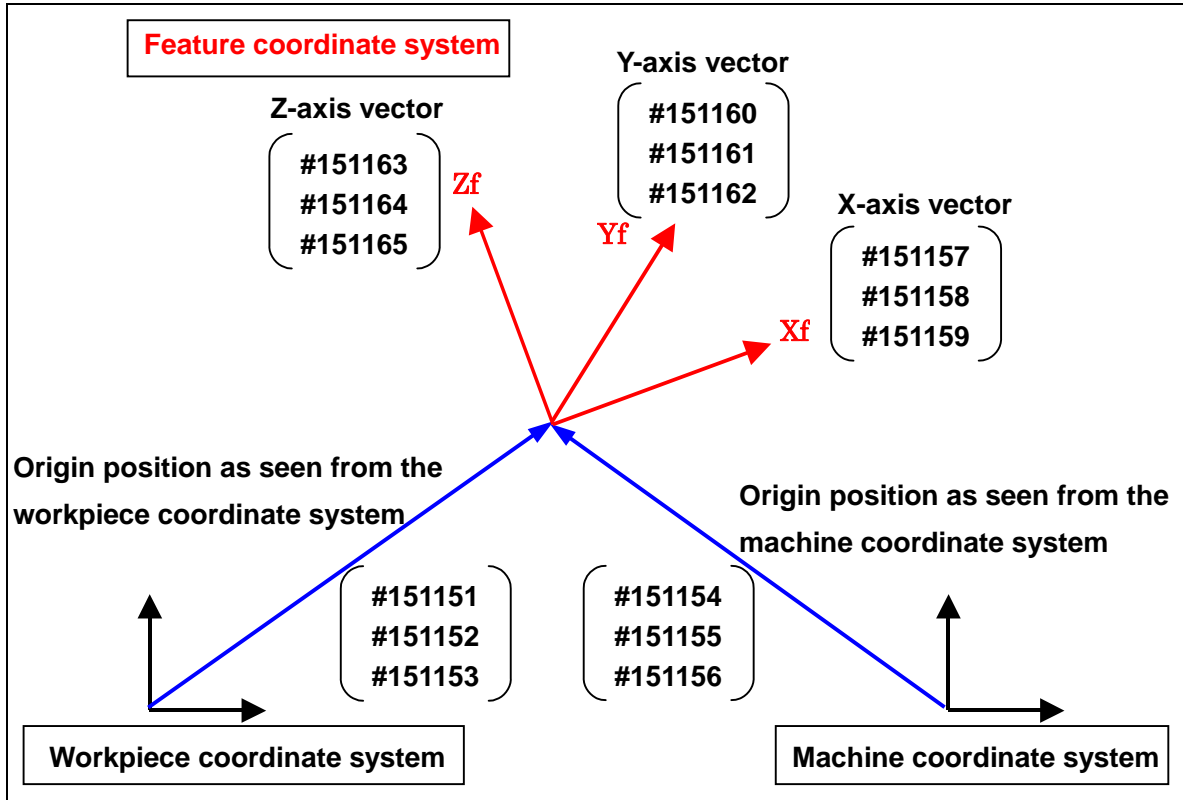 Feature coordinate system
Y-axis vector
#151160
#151161
#151162
Z-axis vector
#151163
#151164
#151165
Zf
Yf
X-axis vector
#151157
#151158
#151159
Xf
Origin position as seen from the
workpiece coordinate system
Origin position as seen from the
machine coordinate system
#151151
#151152
#151153
#151154
#151155
#151156
Workpiece coordinate system
Machine coordinate system